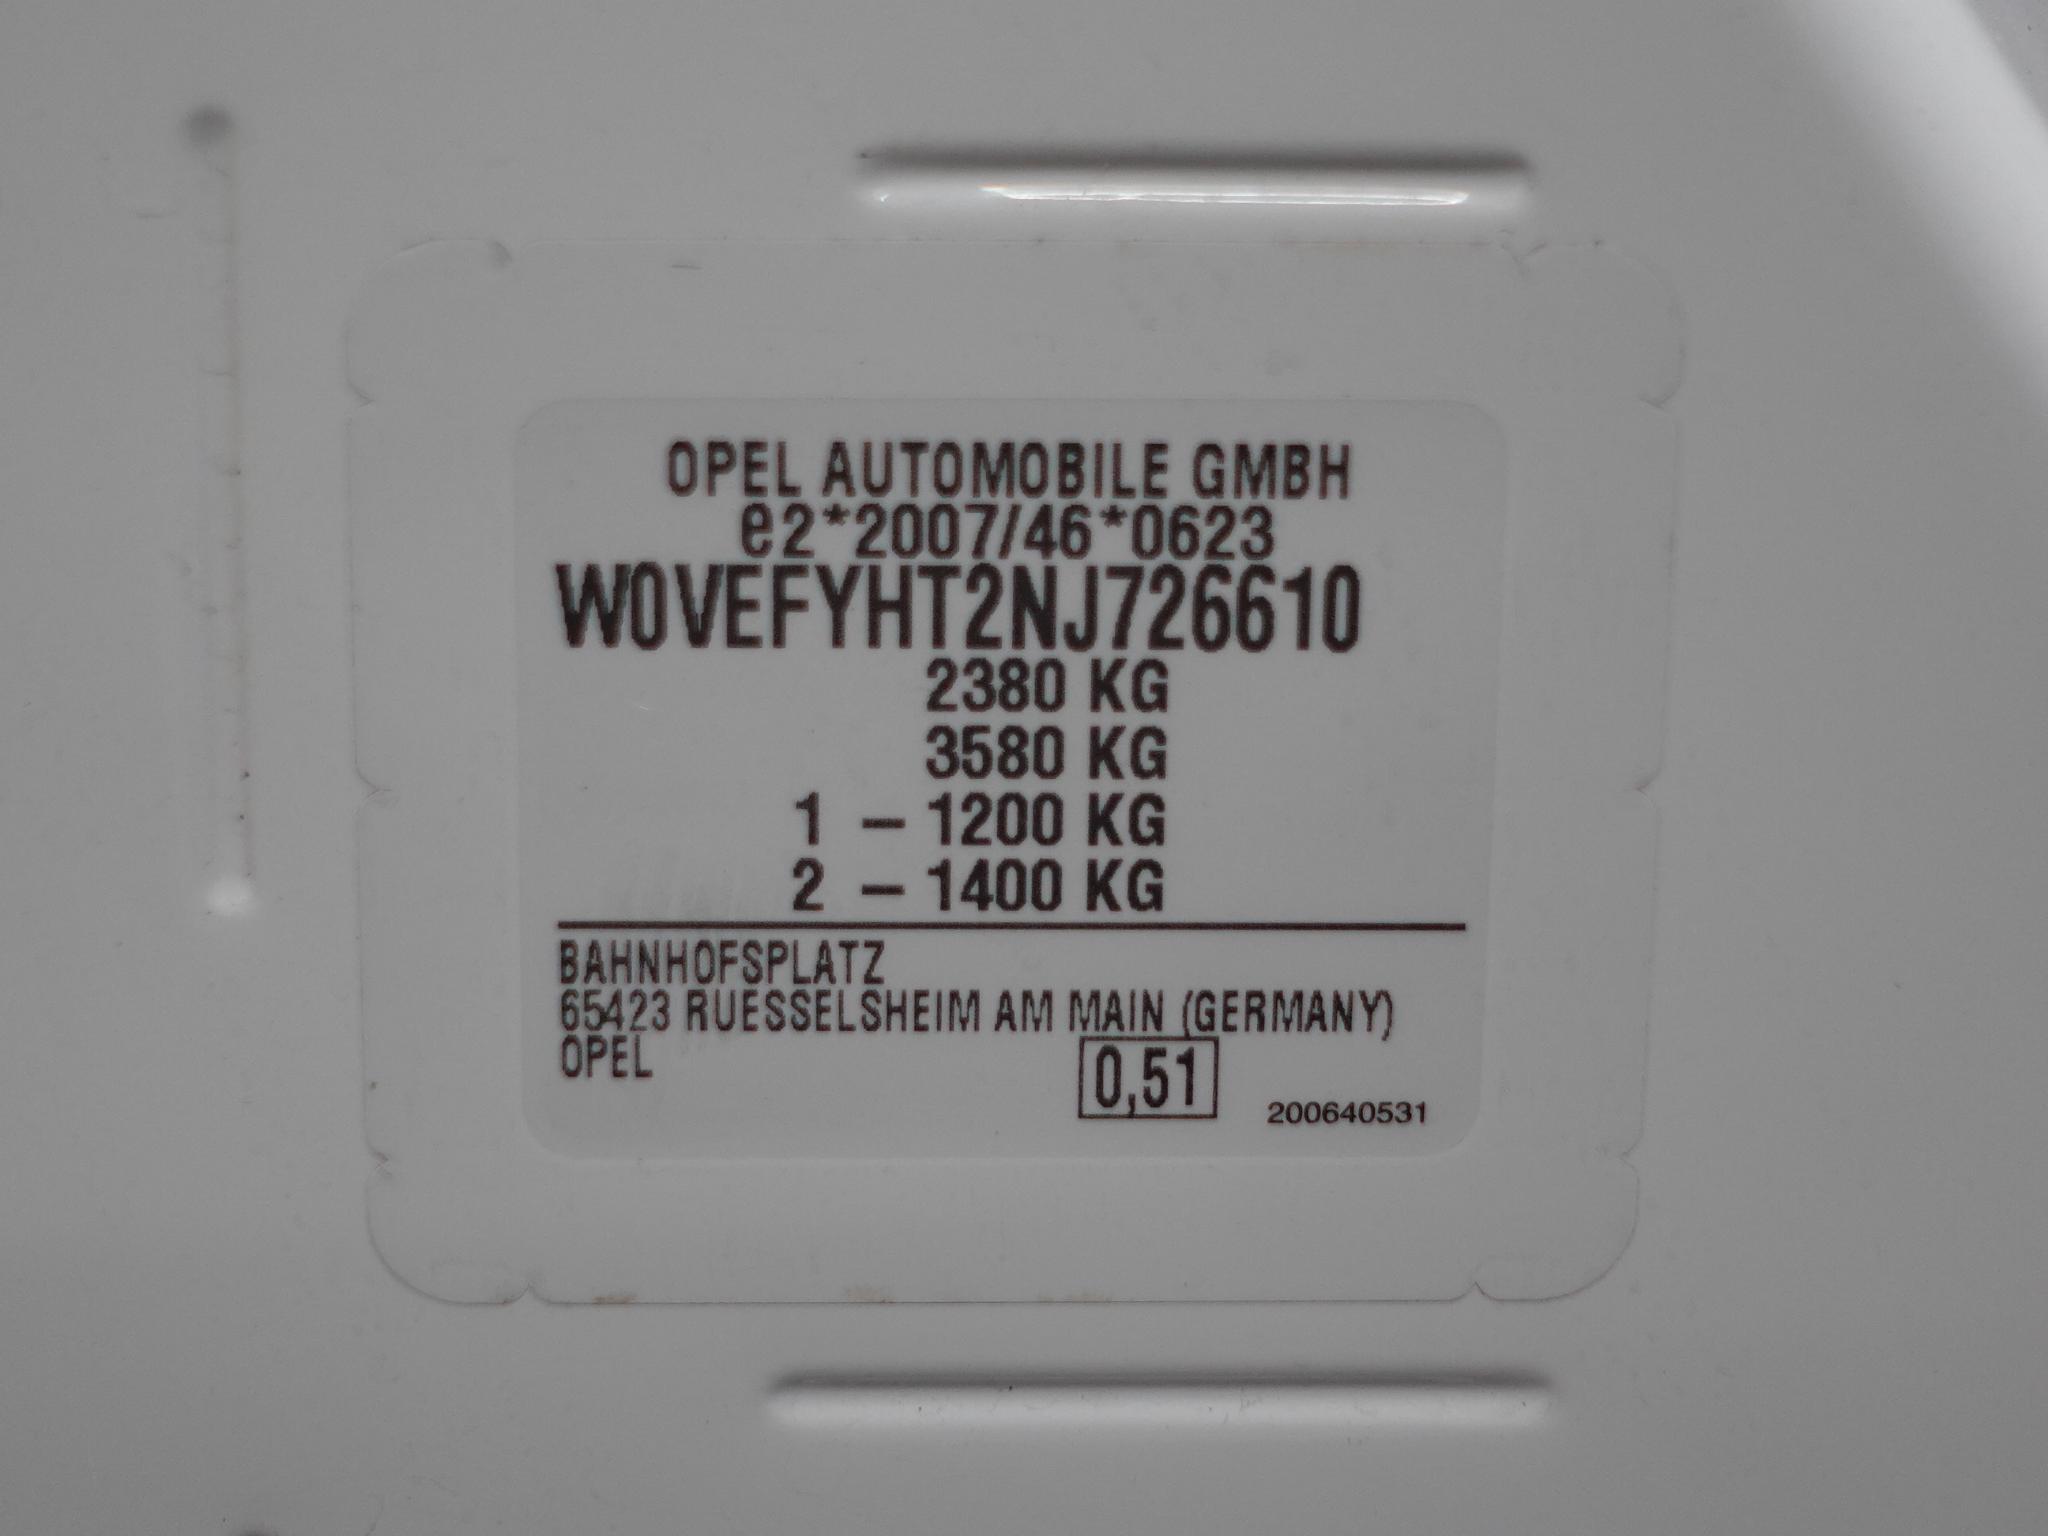 OPEL AUTOMOBILE GMBH
e2*2007/46*0623
W0VEFYHT2NJ726610
2380 KG
3580 KG
1 – 1200 KG
2 – 1400 KG
BAHNHOFSPLATZ
65423 RUESSELSHEIM AM MAIN (GERMANY)
OPEL
0,51
200640531